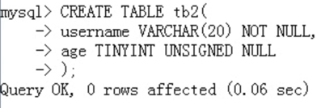 mysql> CREATE TABLE tb2(
    -> username VARCHAR(20) NOT NULL,
    -> age TINYINT UNSIGNED NULL
    -> );
Query OK, 0 rows affected (0.06 sec)